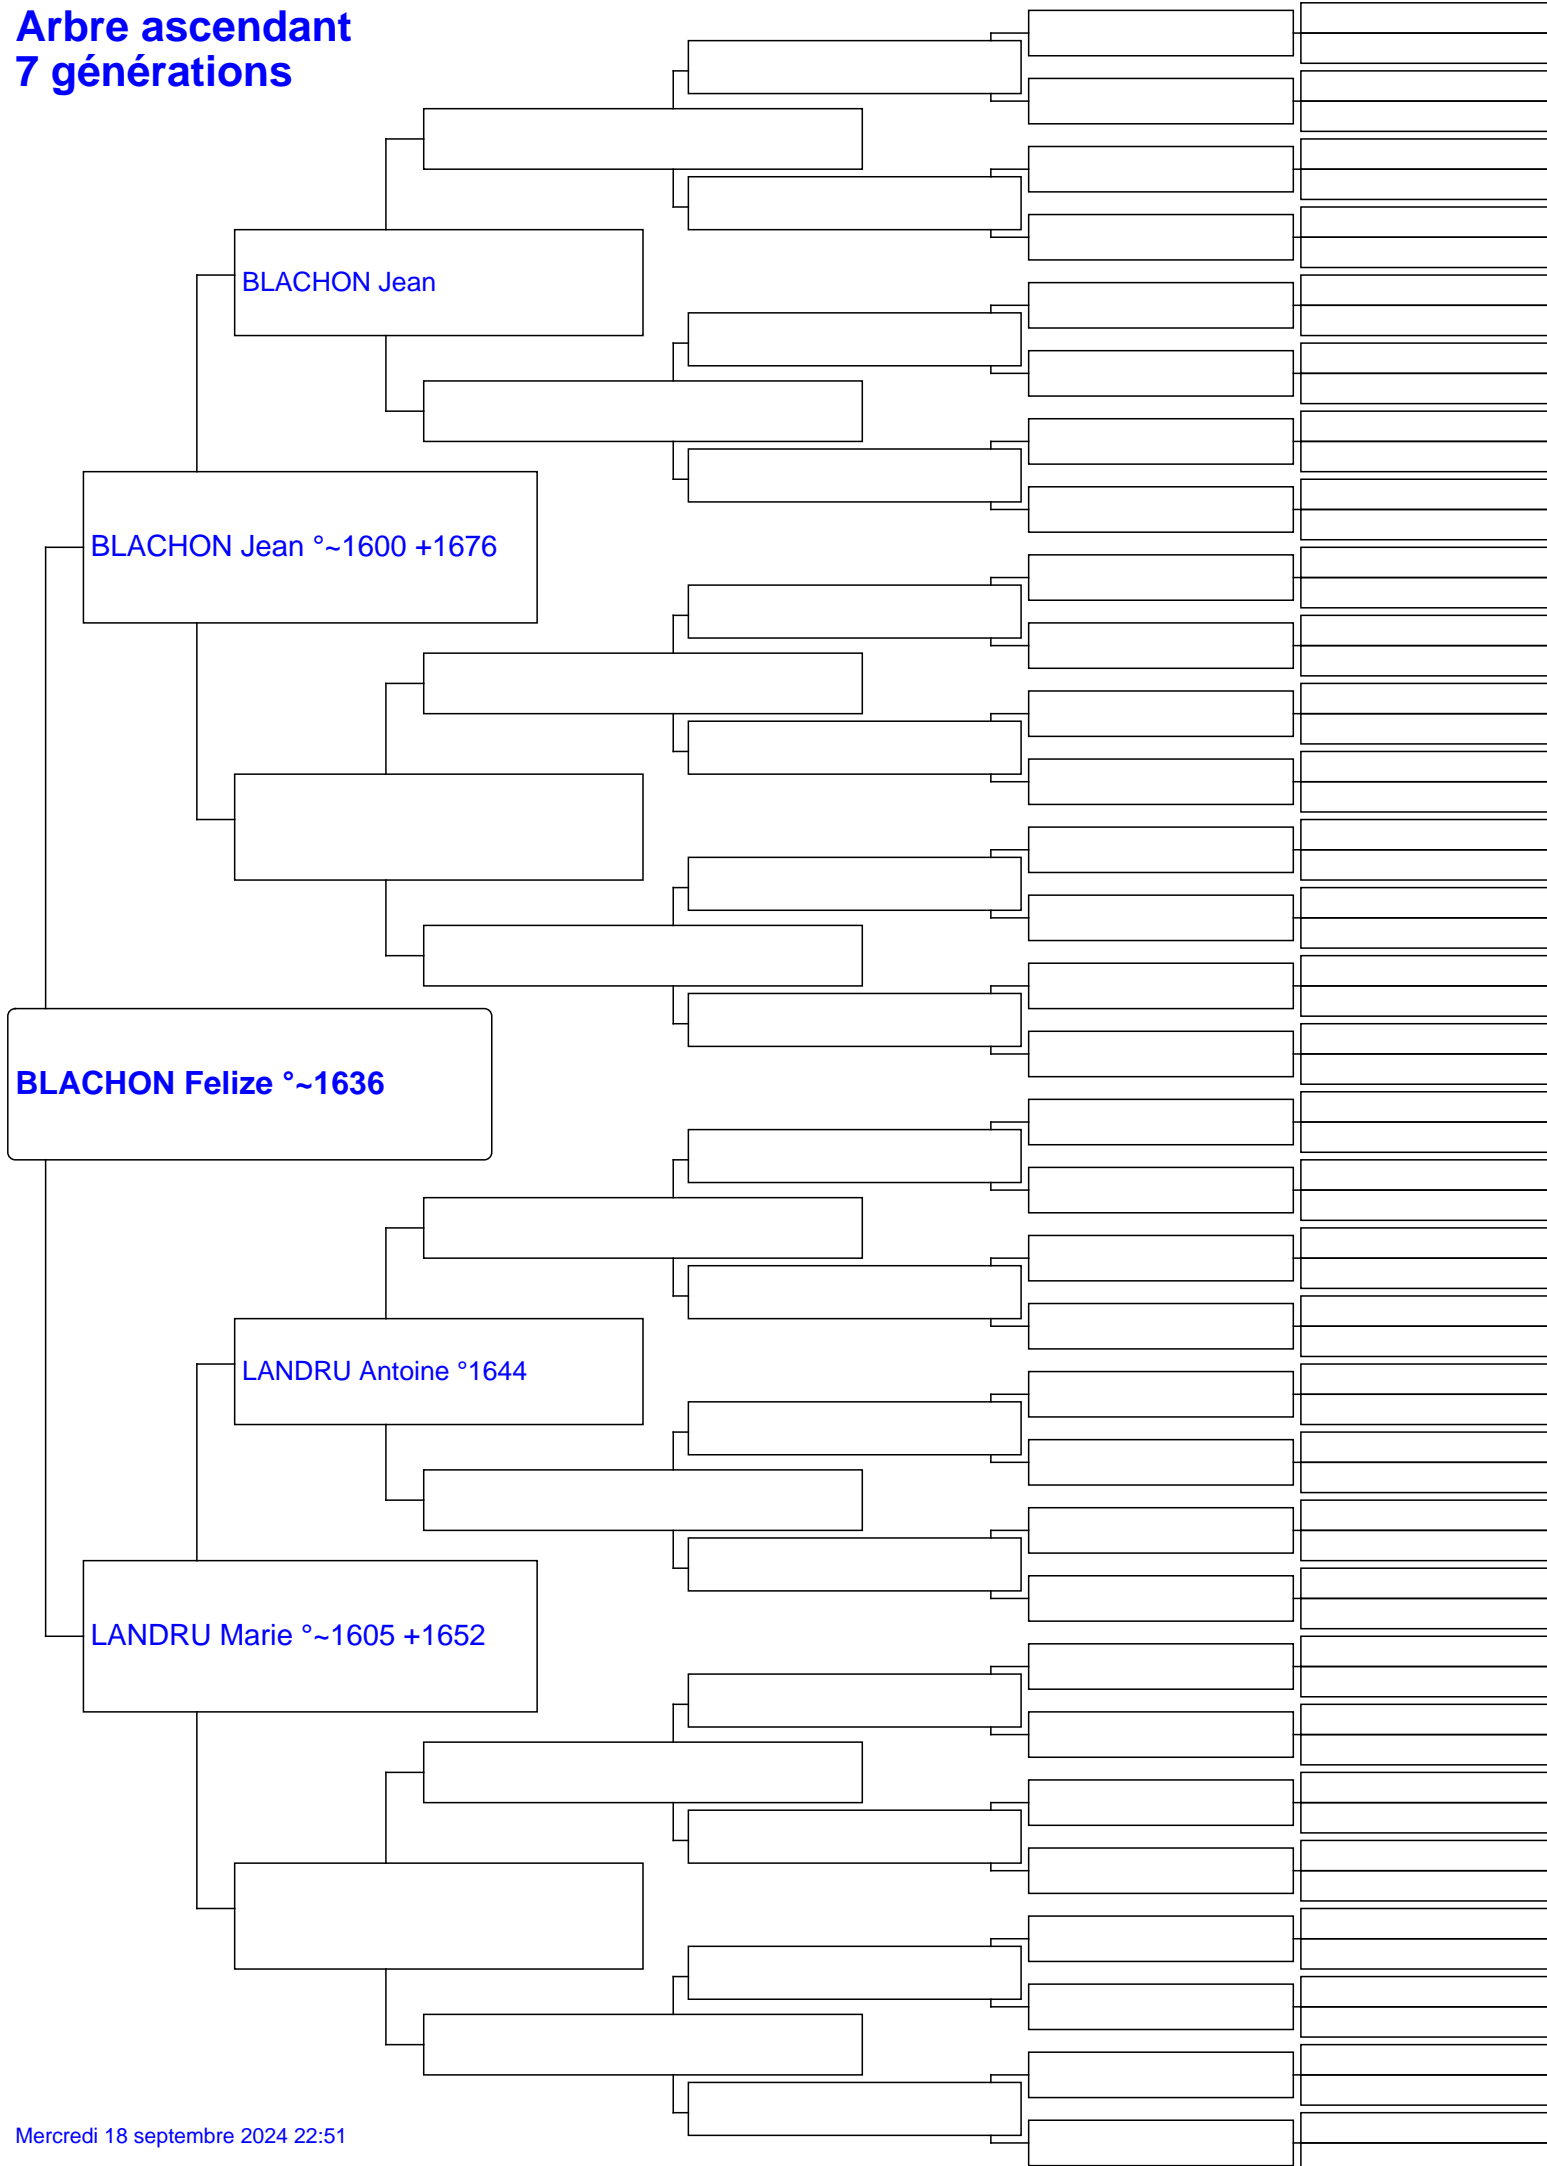 Arbre ascendant
7 générations
BLACHON Jean
BLACHON Jean °~1600 +1676
BLACHON Felize °~1636
LANDRU Antoine °1644
LANDRU Marie °~1605 +1652
Mercredi 18 septembre 2024 22:51